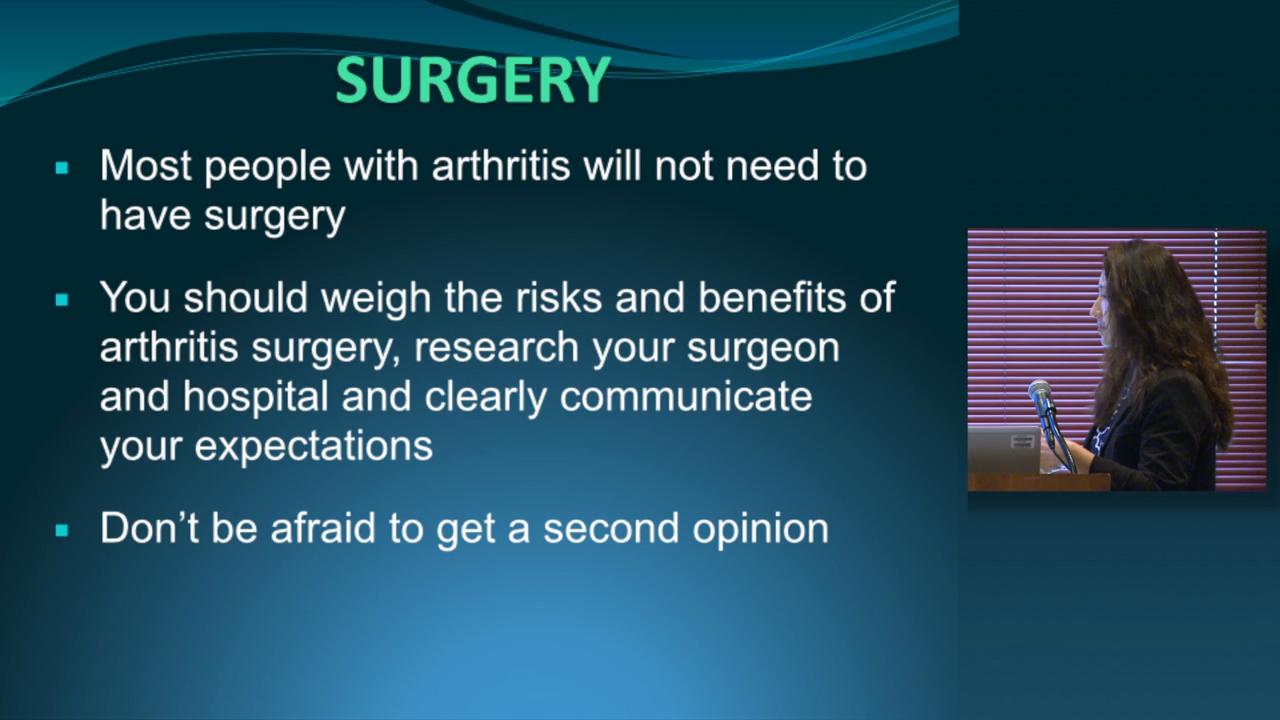 SURGERY
Most people with arthritis will not need to
have surgery
You should weigh the risks and benefits of
arthritis surgery, research your surgeon
and hospital and clearly communicate
your expectations
Don’t be afraid to get a second opinion